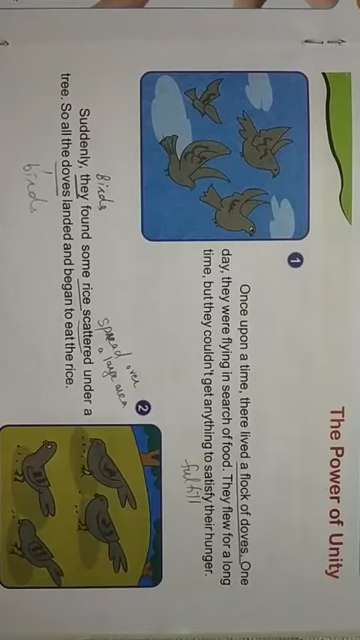 The Power of Unity
1
Once upon a time, there lived a flock of doves. One
day, they were flying in search of food. They flew for a long
time, but they couldn't get anything to satisfy their hunger.
fulfill
2
spread over
a large area
Birds
Suddenly, they found some rice scattered under a
tree. So all the doves landed and began to eat the rice.
birds